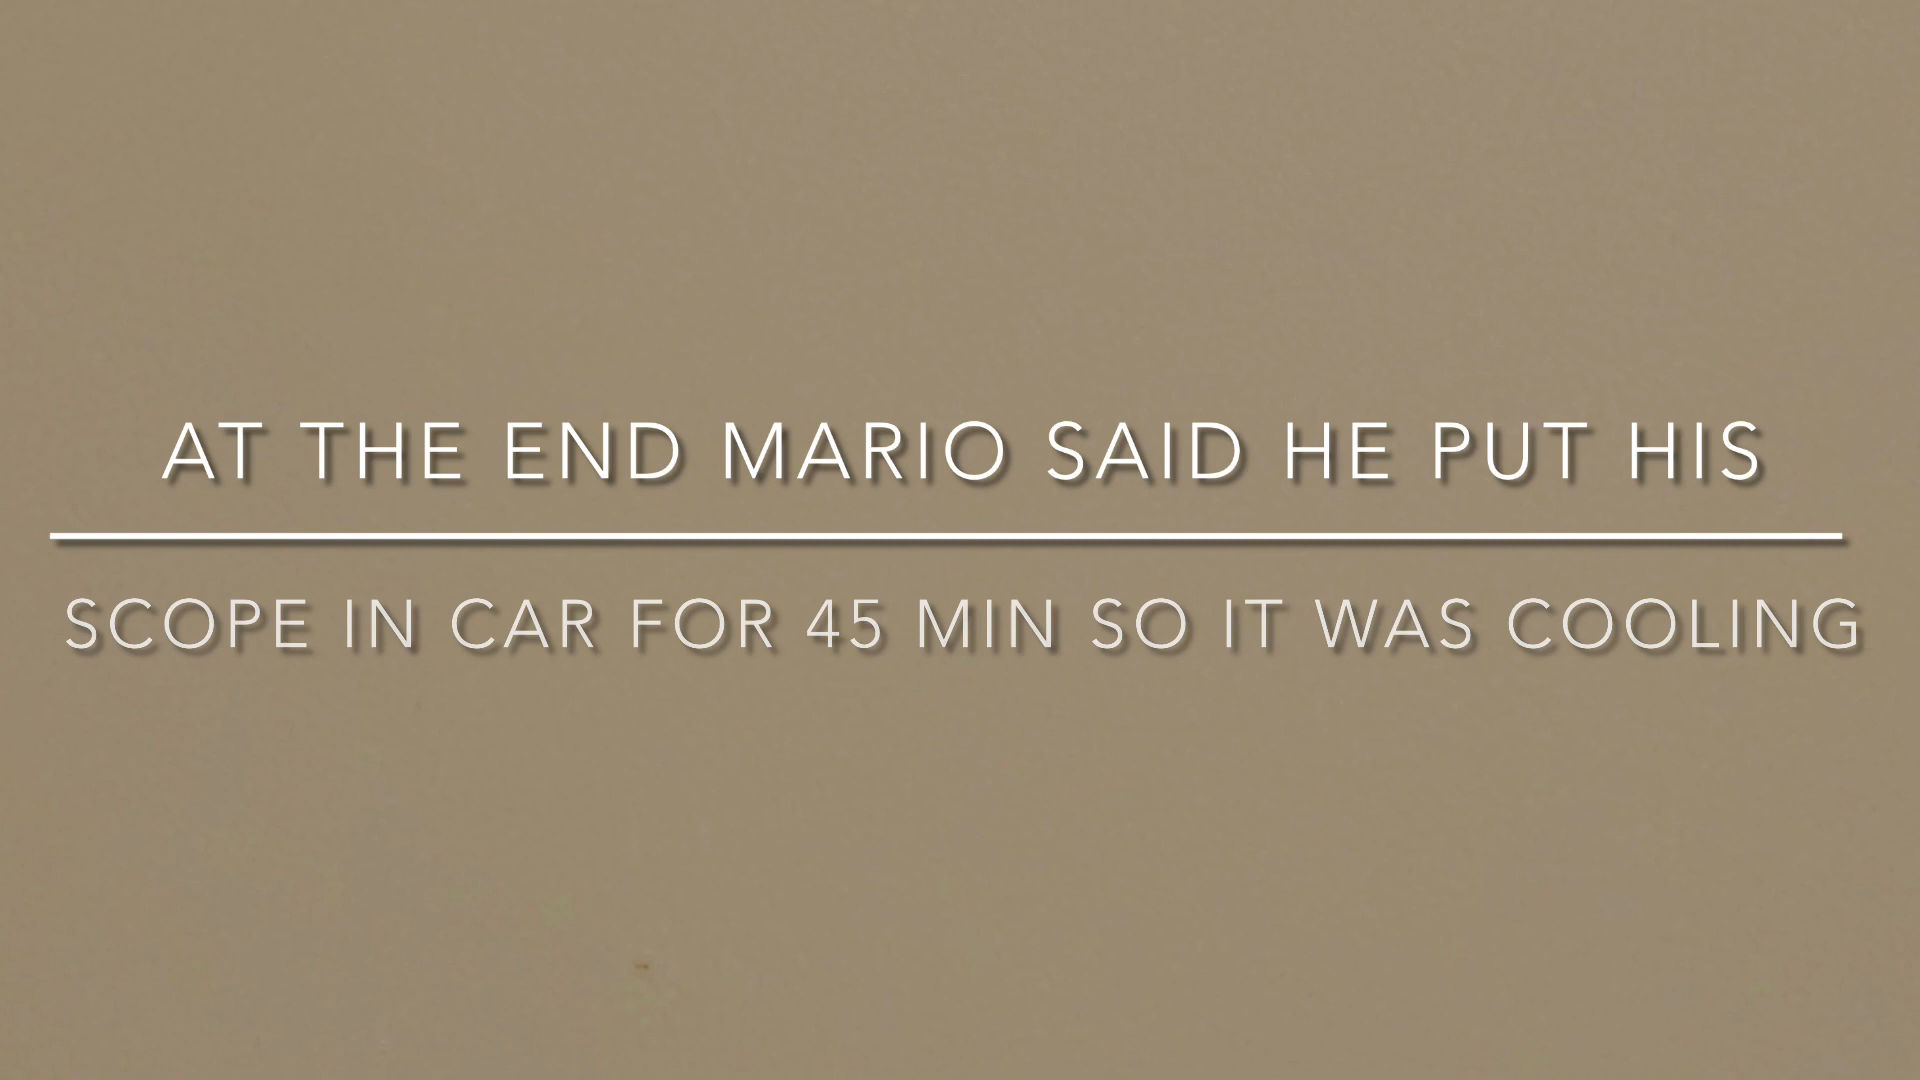 AT THE END MARIO SAID HE PUT HIS
SCOPE IN CAR FOR 45 MIN SO IT WAS COOLING